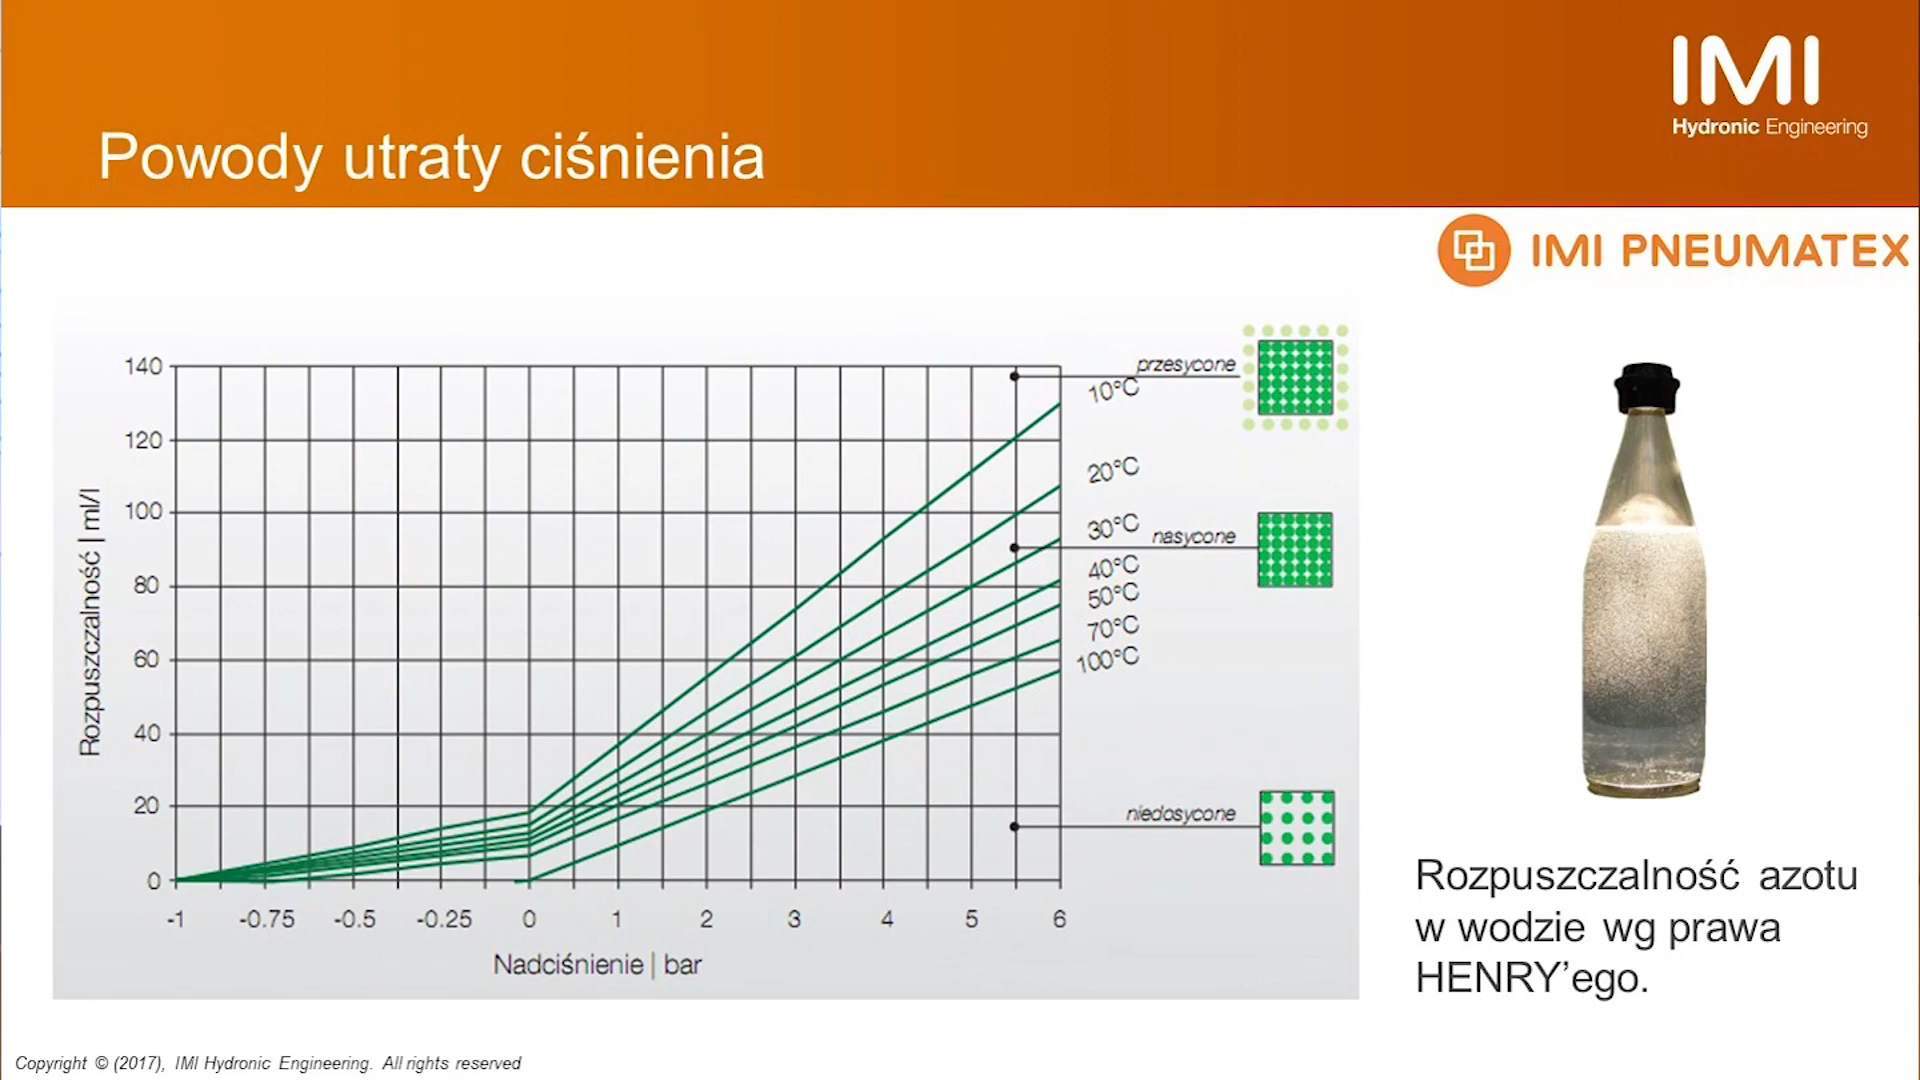 IMI
Hydronic Engineering
Powody utraty ciśnienia
IMI PNEUMATEX
Rozpuszczalność | ml/l
140
120
100
80
60
40
20
0
-1 -0.75 -0.5 -0.25 0 1 2 3 4 5 6
Nadciśnienie | bar
przesycone
10°C
20°C
30°C
nasycone
40°C
50°C
70°C
100°C
niedosycone
Rozpuszczalność azotu
w wodzie wg prawa
HENRY’ego.
Copyright © (2017), IMI Hydronic Engineering. All rights reserved